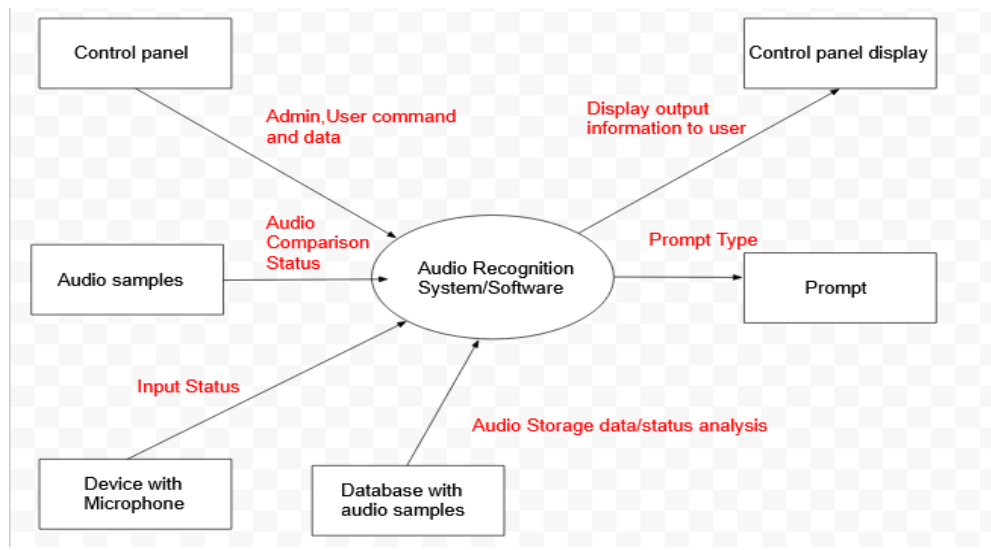 Control panel
Control panel display
Admin,User command
and data
Display output
information to user
Audio
Comparison
Status
Prompt Type
Audio samples
Audio Recognition
System/Software
Prompt
Input Status
Audio Storage data/status analysis
Device with
Microphone
Database with
audio samples